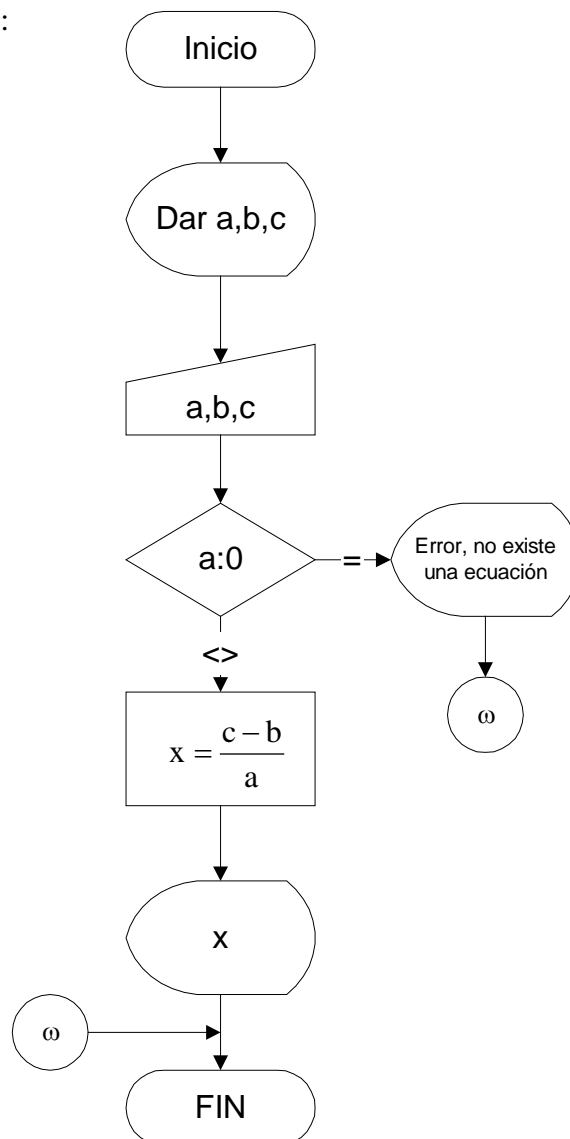 :
Inicio
Dar a,b,c
a,b,c
a:0
=
Error, no existe
una ecuación
<>
ω
x = c – b
a
x
ω
FIN